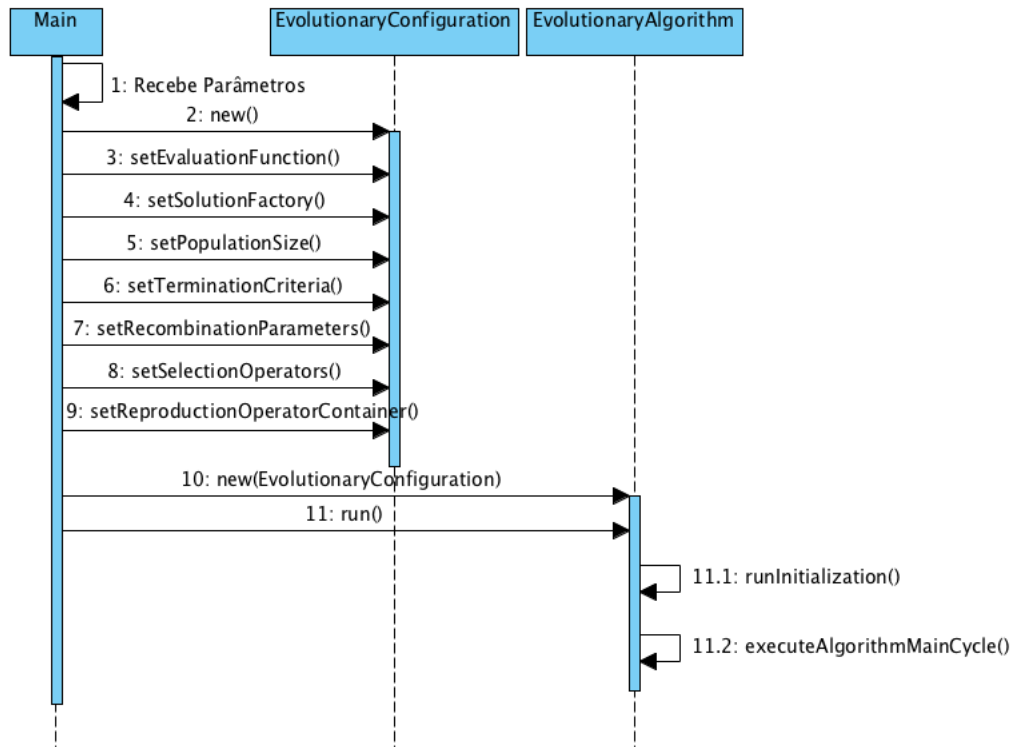 Main
EvolutionaryConfiguration
EvolutionaryAlgorithm
1: Recebe Parâmetros
2: new()
3: setEvaluationFunction()
4: setSolutionFactory()
5: setPopulationSize()
6: setTerminationCriteria()
7: setRecombinationParameters()
8: setSelectionOperators()
9: setReproductionOperatorContainer()
10: new(EvolutionaryConfiguration)
11: run()
11.1: runInitialization()
11.2: executeAlgorithmMainCycle()